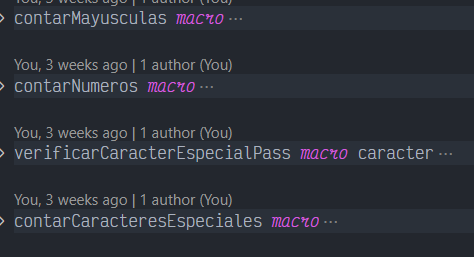 You, 3 weeks ago | 1 author (You)
contarMayusculas macro ...
You, 3 weeks ago | 1 author (You)
contarNumeros macro ...
You, 3 weeks ago | 1 author (You)
verificarCaracterEspecialPass macro caracter ...
You, 3 weeks ago | 1 author (You)
contarCaracteresEspeciales macro ...